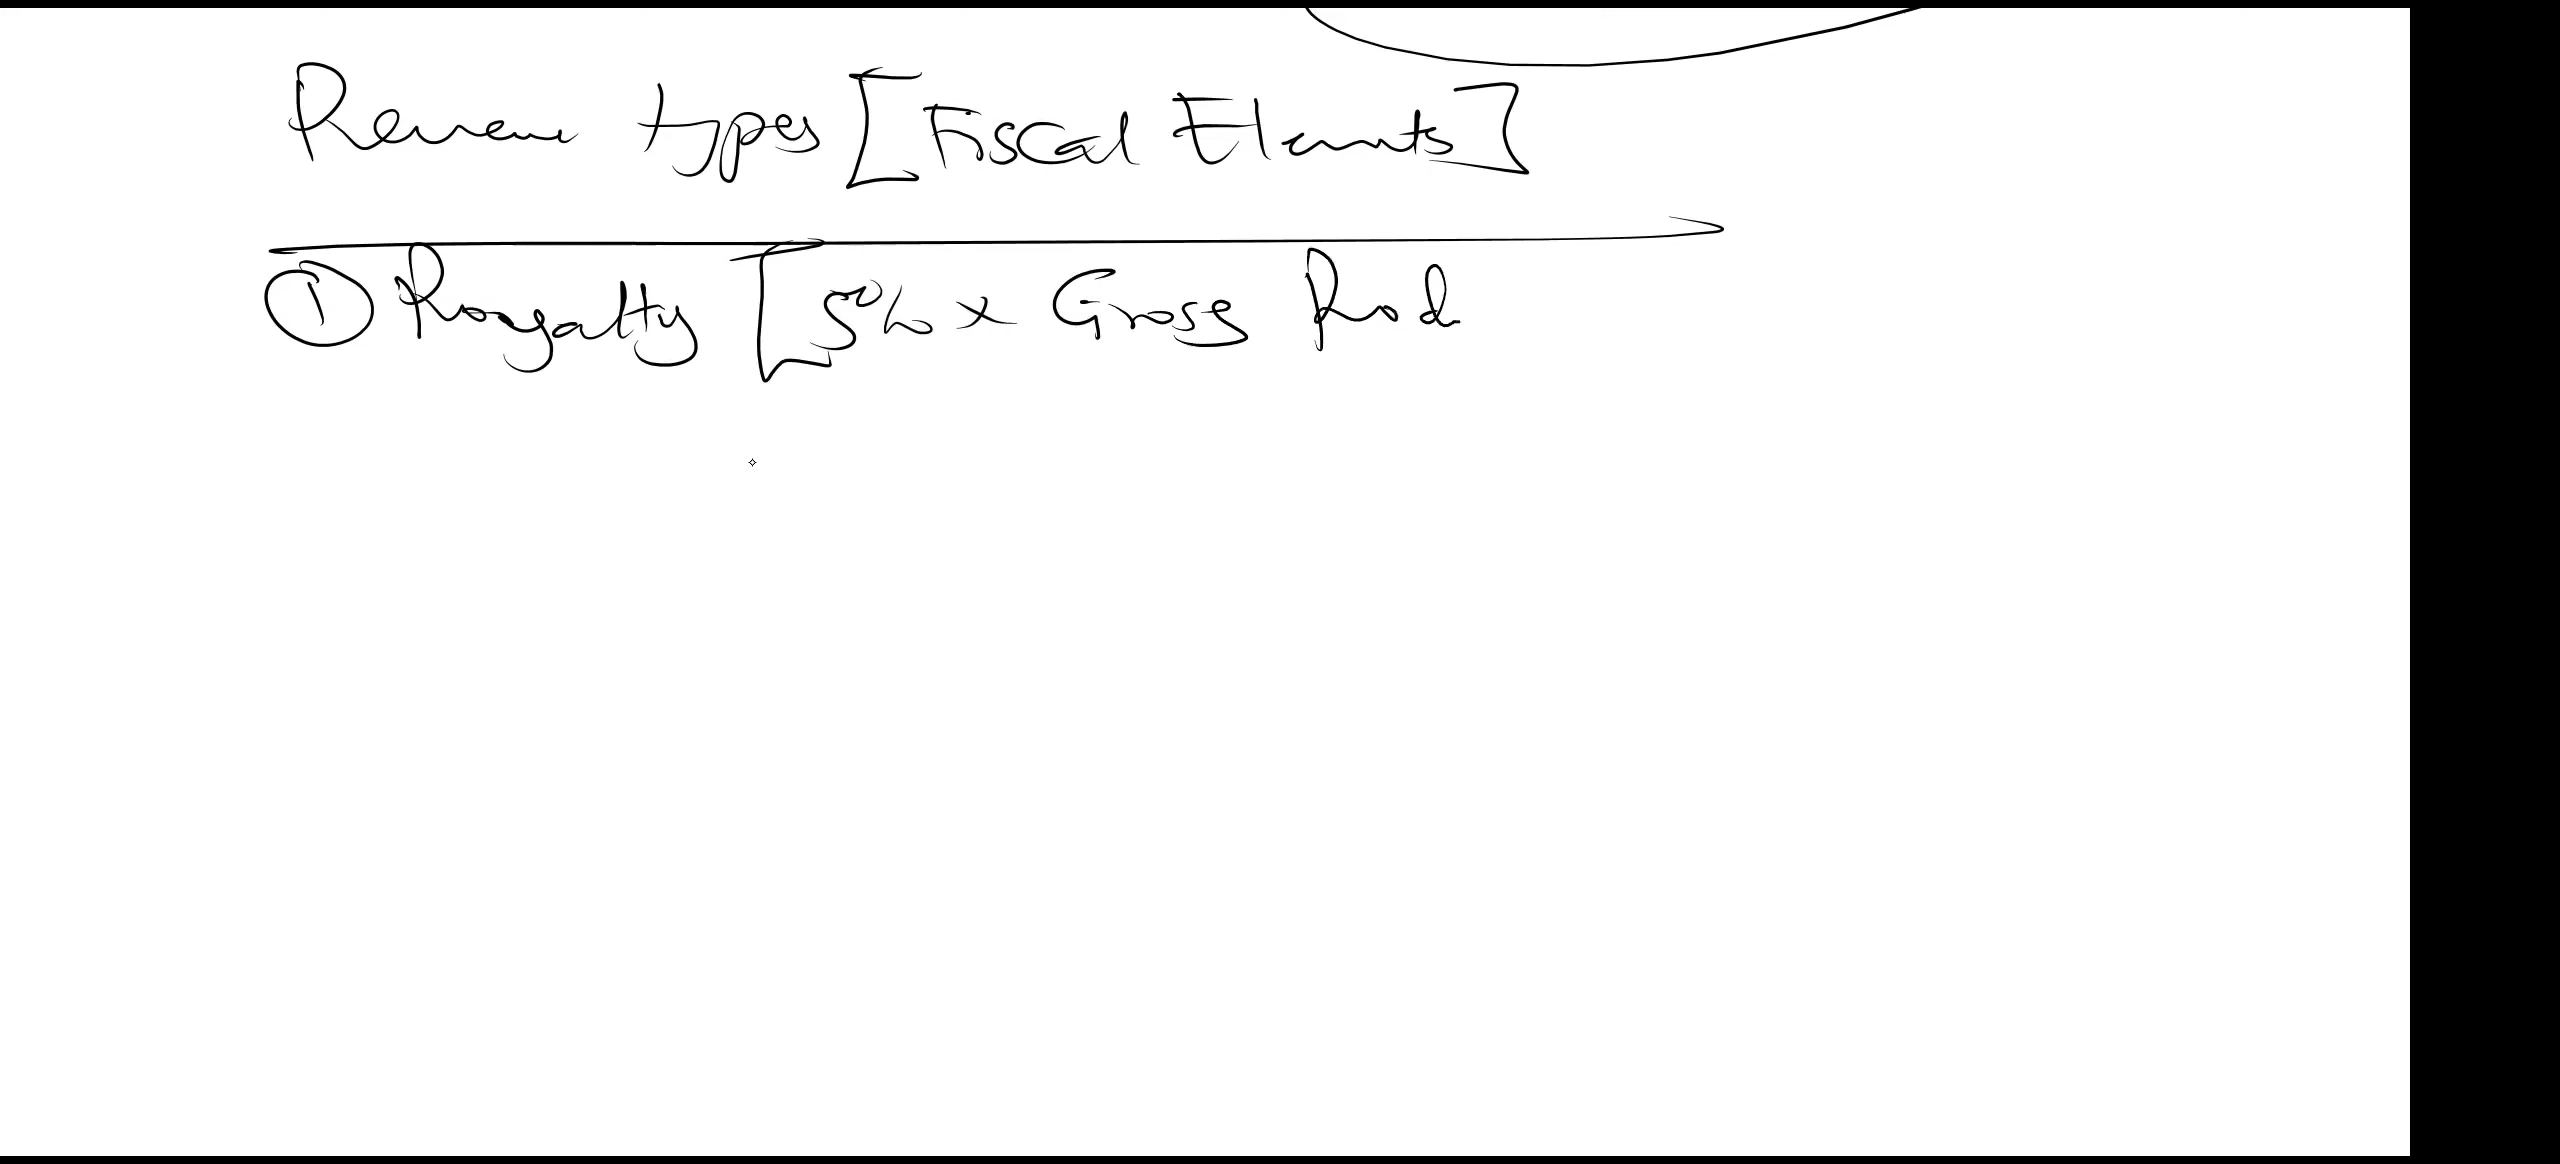 Revenue types [Fiscal Elements]
① Royalty [5% x Gross Prod